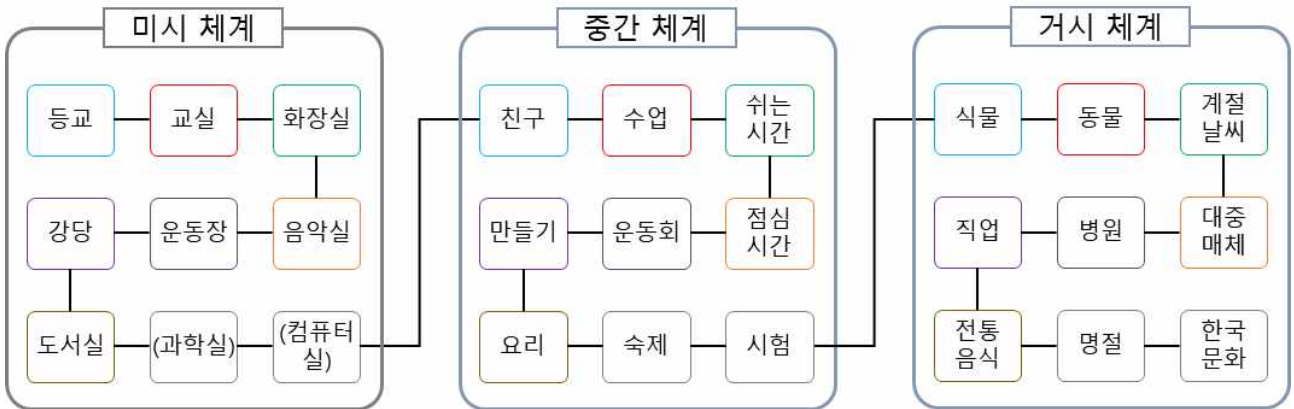 미시 체계
등교
교실
화장실
강당
운동장
음악실
도서실
(과학실)
(컴퓨터
실)
중간 체계
친구
수업
쉬는
시간
만들기
운동회
점심
시간
요리
숙제
시험
거시 체계
식물
동물
계절
날씨
직업
병원
대중
매체
전통
음식
명절
한국
문화